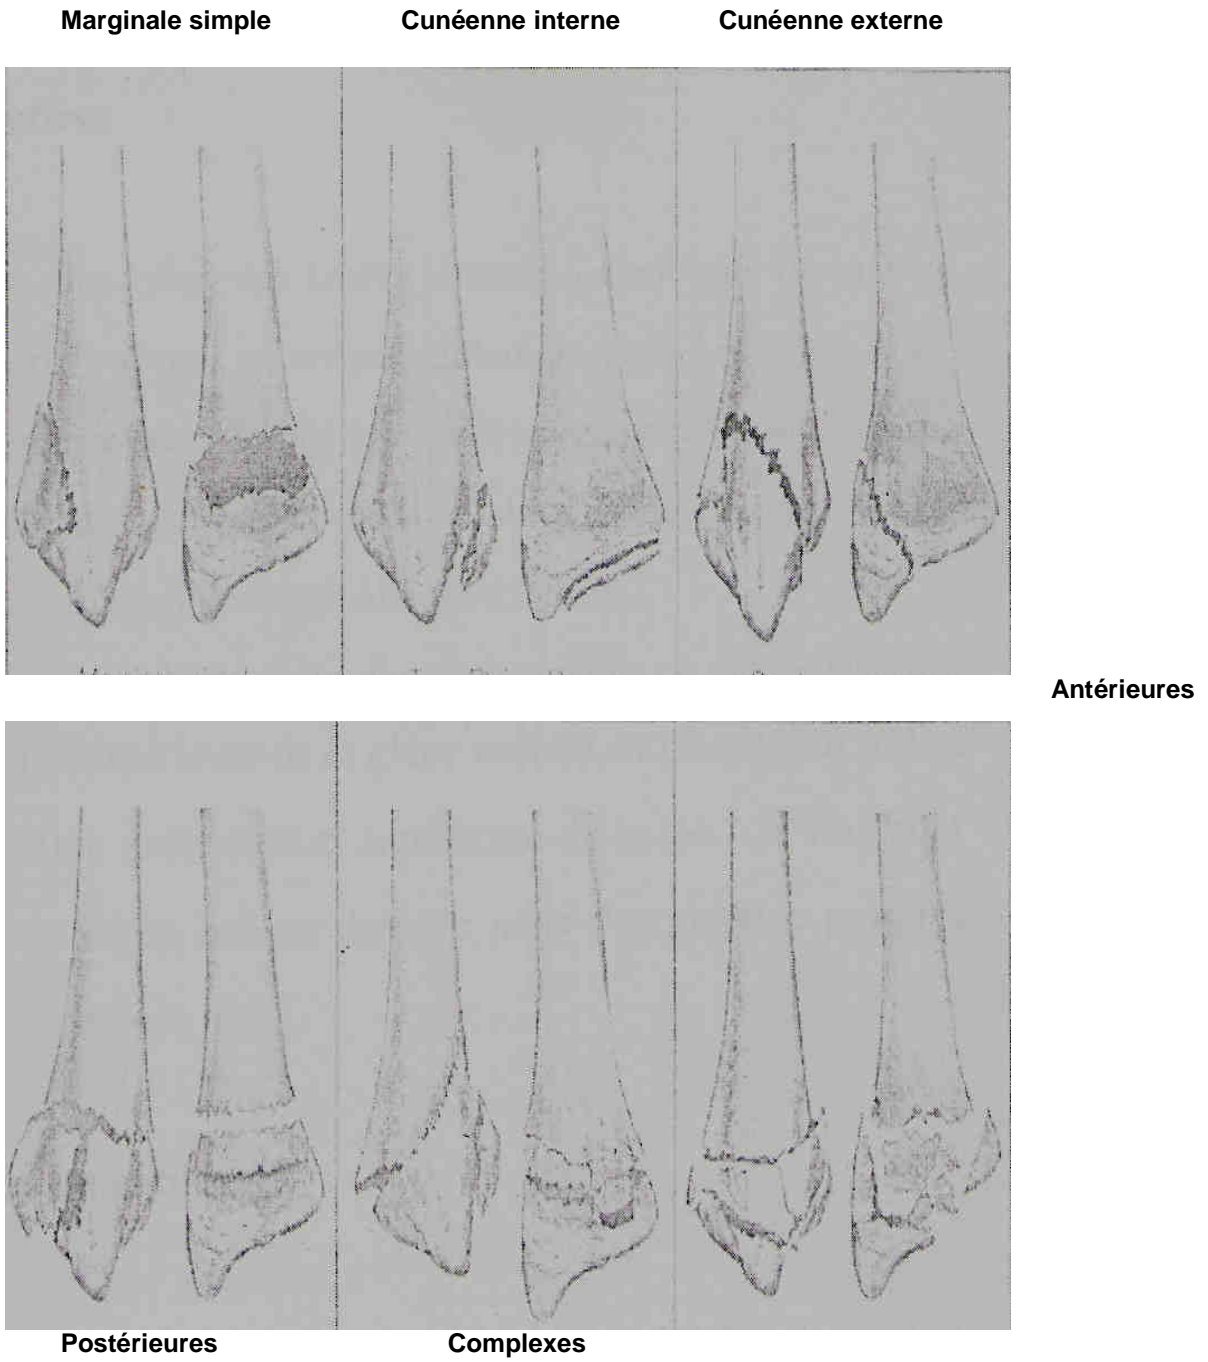 Marginale simple Cunéenne interne Cunéenne externe
Antérieures
Postérieures Complexes